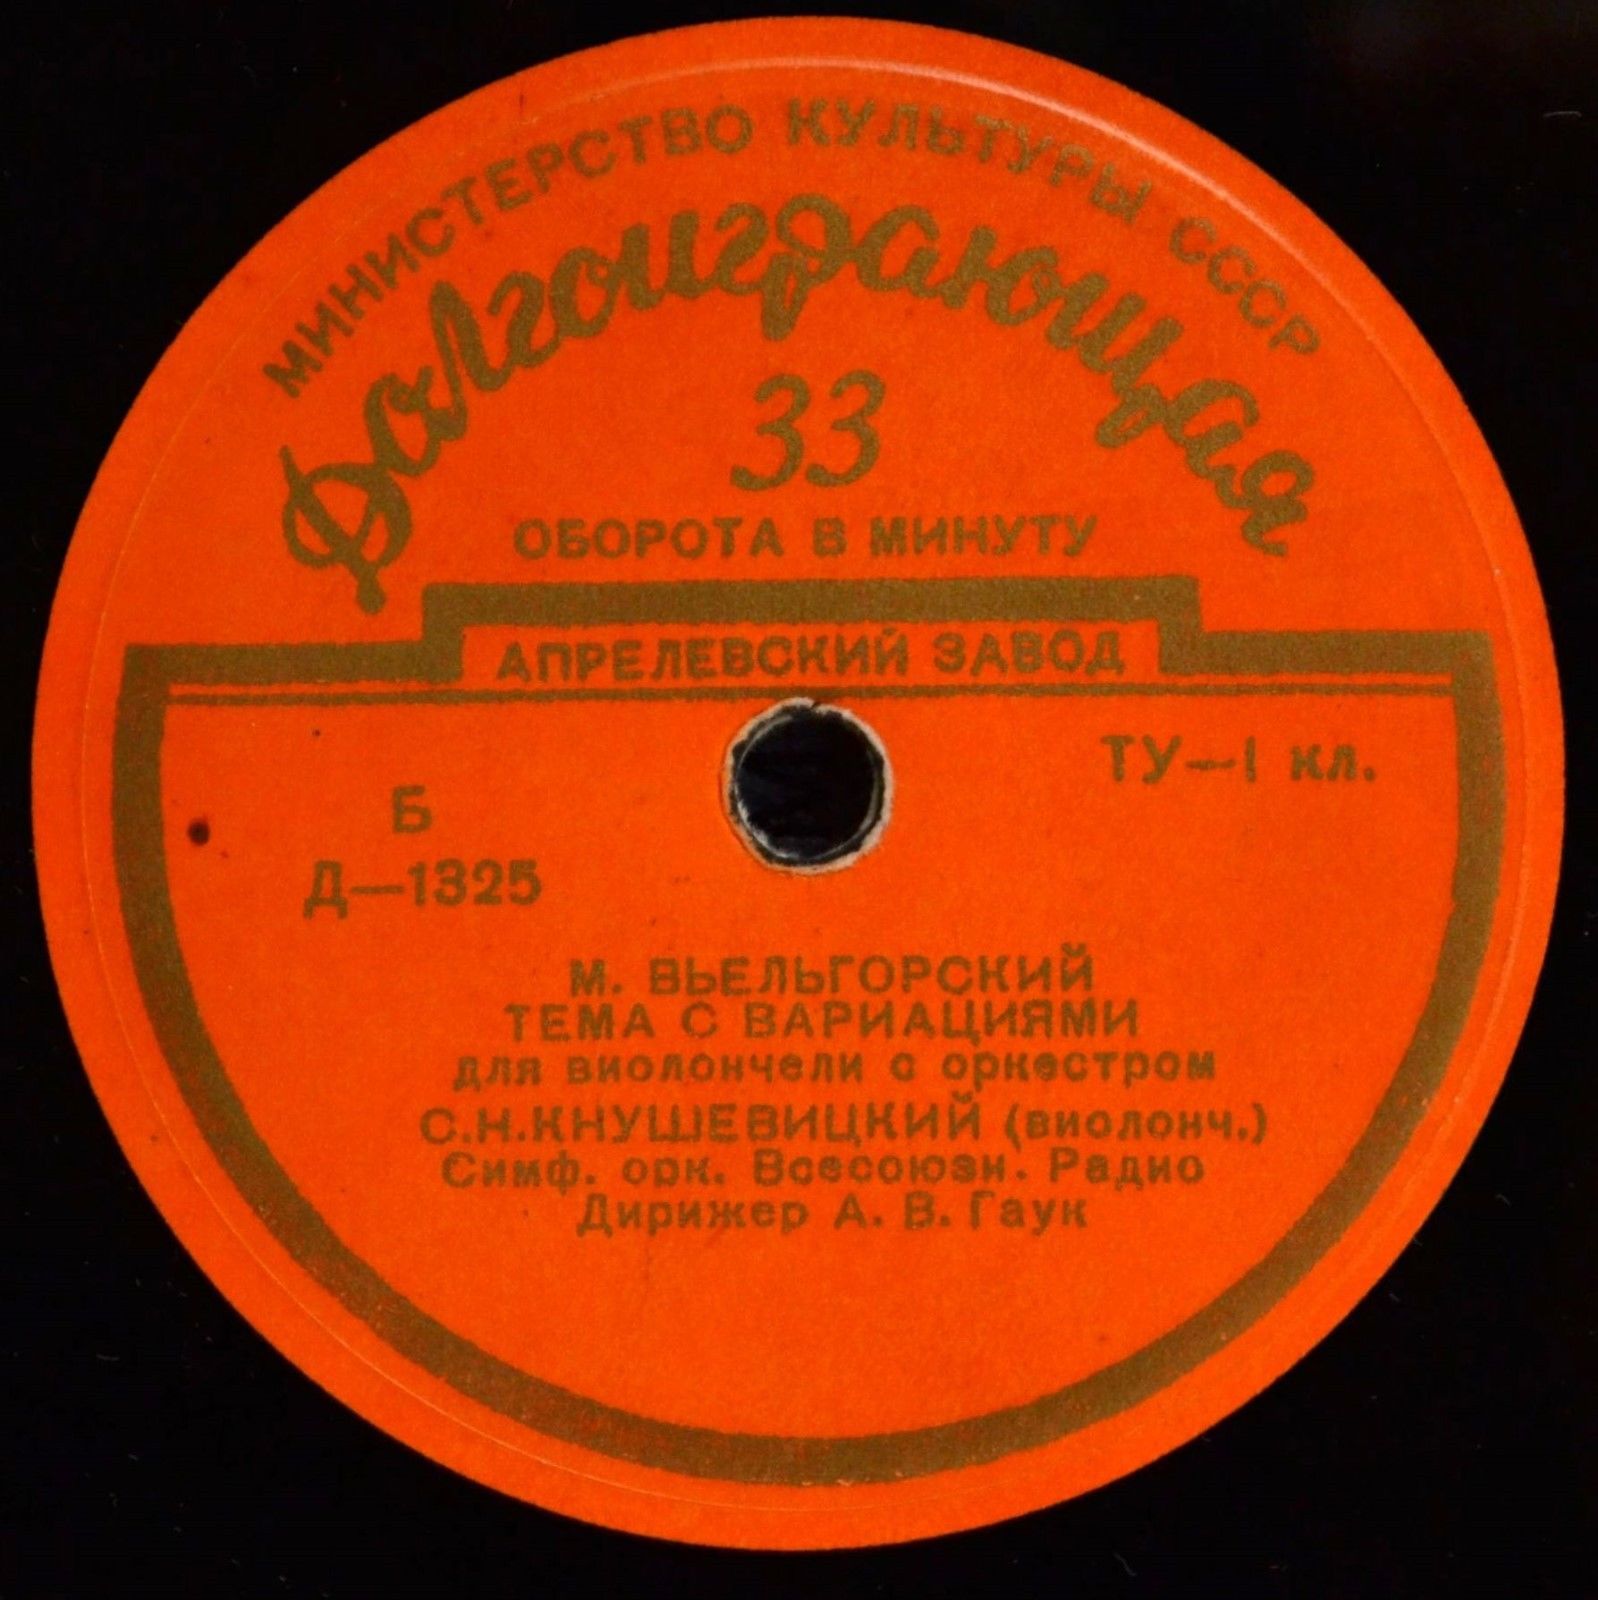 МИНИСТЕРСТВО КУЛЬТУРЫ СССР
Долгоиграющая
33
ОБОРОТА В МИНУТУ
АПРЕЛЕВСКИЙ ЗАВОД
ТУ—I кл.
Б
Д—1325
М. ВЬЕЛЬГОРСКИЙ
ТЕМА С ВАРИАЦИЯМИ
для виолончели с оркестром
С.Н.КНУШЕВИЦКИЙ (виолонч.)
Симф. орк. Всесоюзн. Радио
Дирижер А. В. Гаук